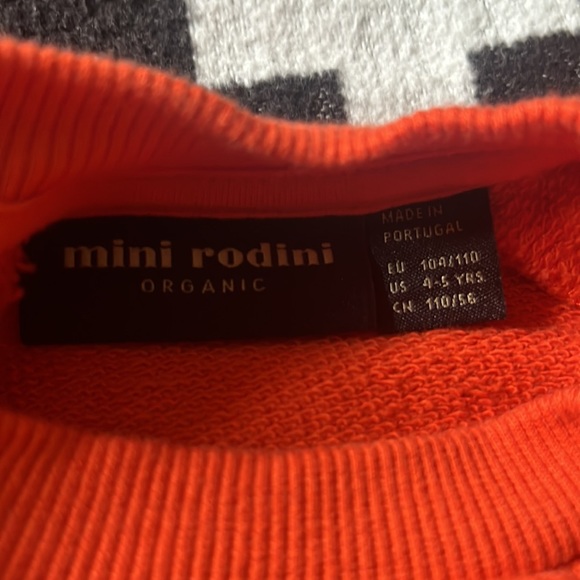 mini rodini
ORGANIC
MADE IN
PORTUGAL
EU 104/110
US 4-5 YRS
CN 110/56